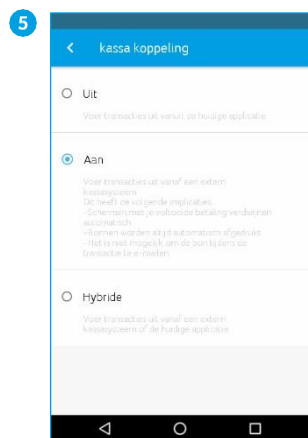 5
kassa koppeling
Uit
Voer transacties uit vanuit de huidige applicatie
Aan
Voer transacties uit vanaf een extern
kassasysteem
Dit heeft de volgende implicaties
-Schermen met je voltooide betaling verdwijnen
automatisch
-Bonnen worden altijd automatisch afgedrukt
-Het is niet mogelijk om de bon tijdens de
transactie te e-mailen
Hybride
Voer transacties uit vanaf een extern
kassasysteem of de huidige applicatie